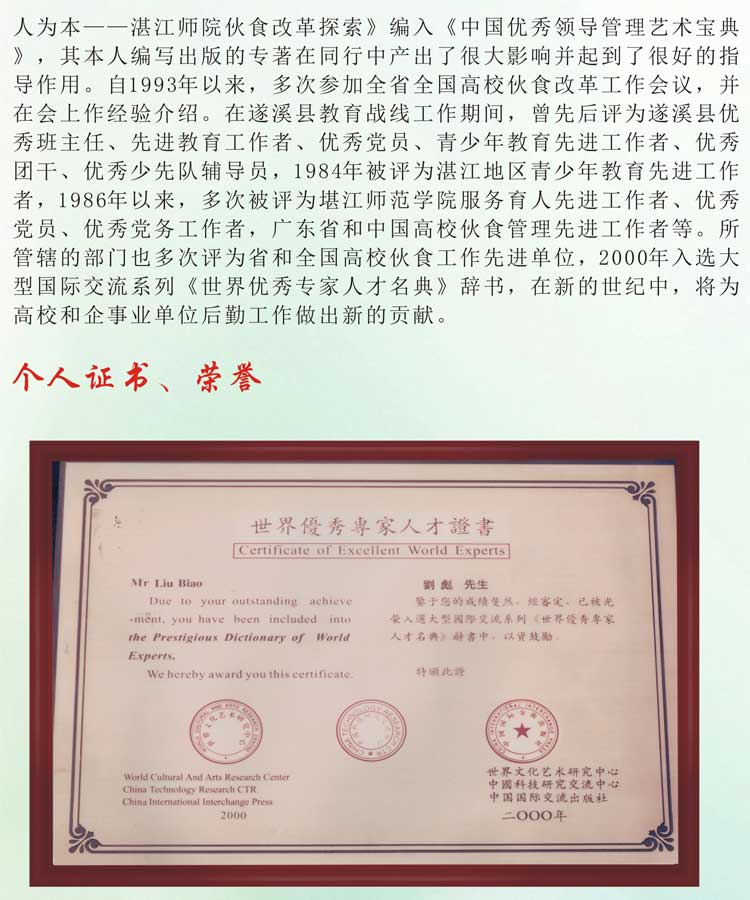 人为本——湛江师院伙食改革探索》编入《中国优秀领导管理艺术宝典
》，其本人编写出版的专著在同行中产出了很大影响并起到了很好的指
导作用。自1993年以来，多次参加全省全国高校伙食改革工作会议，并
在会上作经验介绍。在遂溪县教育战线工作期间，曾先后评为遂溪县优
秀班主任、先进教育工作者、优秀党员、青少年教育先进工作者、优秀
团干、优秀少先队辅导员，1984年被评为湛江地区青少年教育先进工作
者，1986年以来，多次被评为堪江师范学院服务育人先进工作者、优秀
党员、优秀党务工作者，广东省和中国高校伙食管理先进工作者等。所
管辖的部门也多次评为省和全国高校伙食工作先进单位，2000年入选大
型国际交流系列《世界优秀专家人才名典》辞书，在新的世纪中，将为
高校和企事业单位后勤工作做出新的贡献。
个人证书、荣誉
世界優秀專家人才證書
Certificate of Excellent World Experts
Mr Liu Biao
Due to your outstanding achieve
-ment, you have been included into
the Prestigious Dictionary of World
Experts.
We hereby award you this certificate.
劉彪 先生
鑒于您的成績斐然，經審定，已被光
榮入選大型國際交流系列《世界優秀專家
人才名典》辭書中，以資鼓勵。
特頒此證
World Cultural And Arts Research Center
China Technology Research CTR
China International Interchange Press
2000
世界文化艺术研究中心
中國科技研究交流中心
中国国际交流出版社
二〇〇〇年